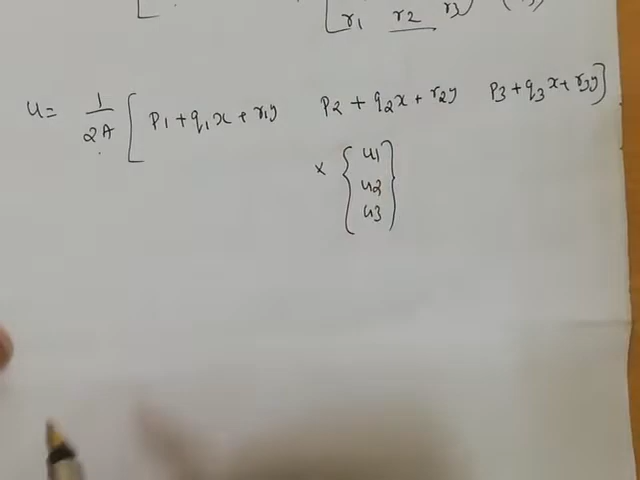 r1 r2 r3
u= 1/2A [ p1+q1x+r1y p2+q2x+r2y p3+q3x+r3y]
x { u1
u2
u3 }